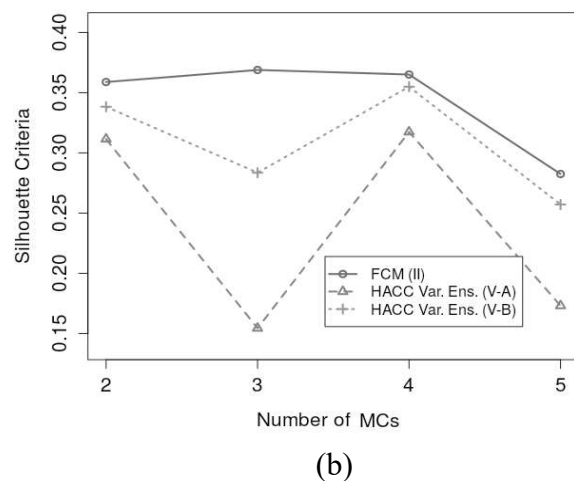 Silhouette Criteria
0.40
0.35
0.30
0.25
0.20
0.15
FCM (II)
HACC Var. Ens. (V-A)
HACC Var. Ens. (V-B)
2 3 4 5
Number of MCs
(b)